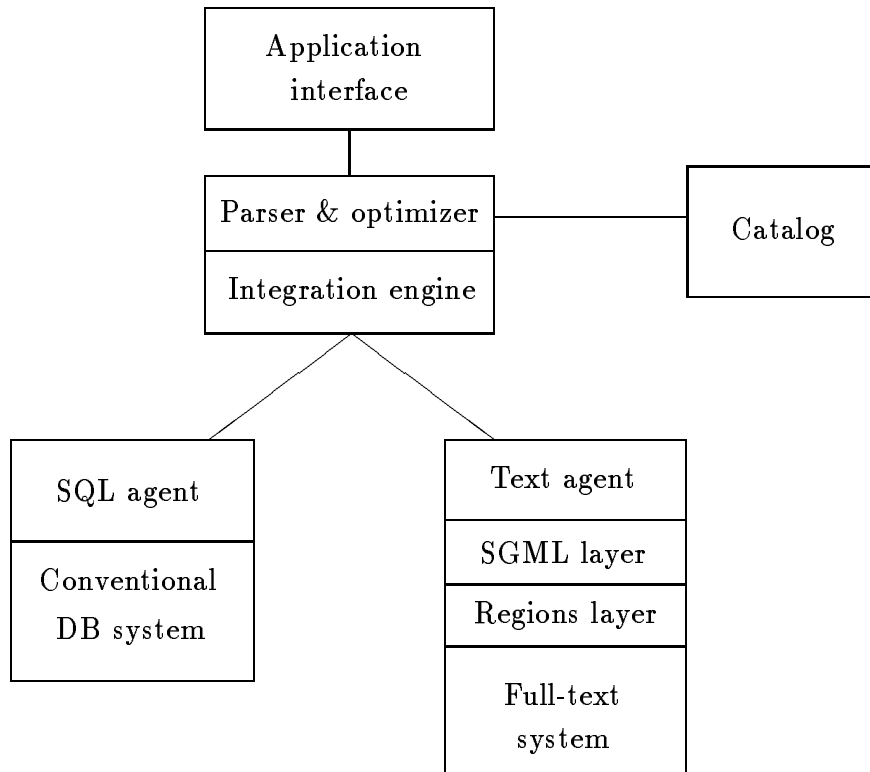 Application
interface
Parser & optimizer
Catalog
Integration engine
SQL agent
Conventional
DB system
Text agent
SGML layer
Regions layer
Full-text
system